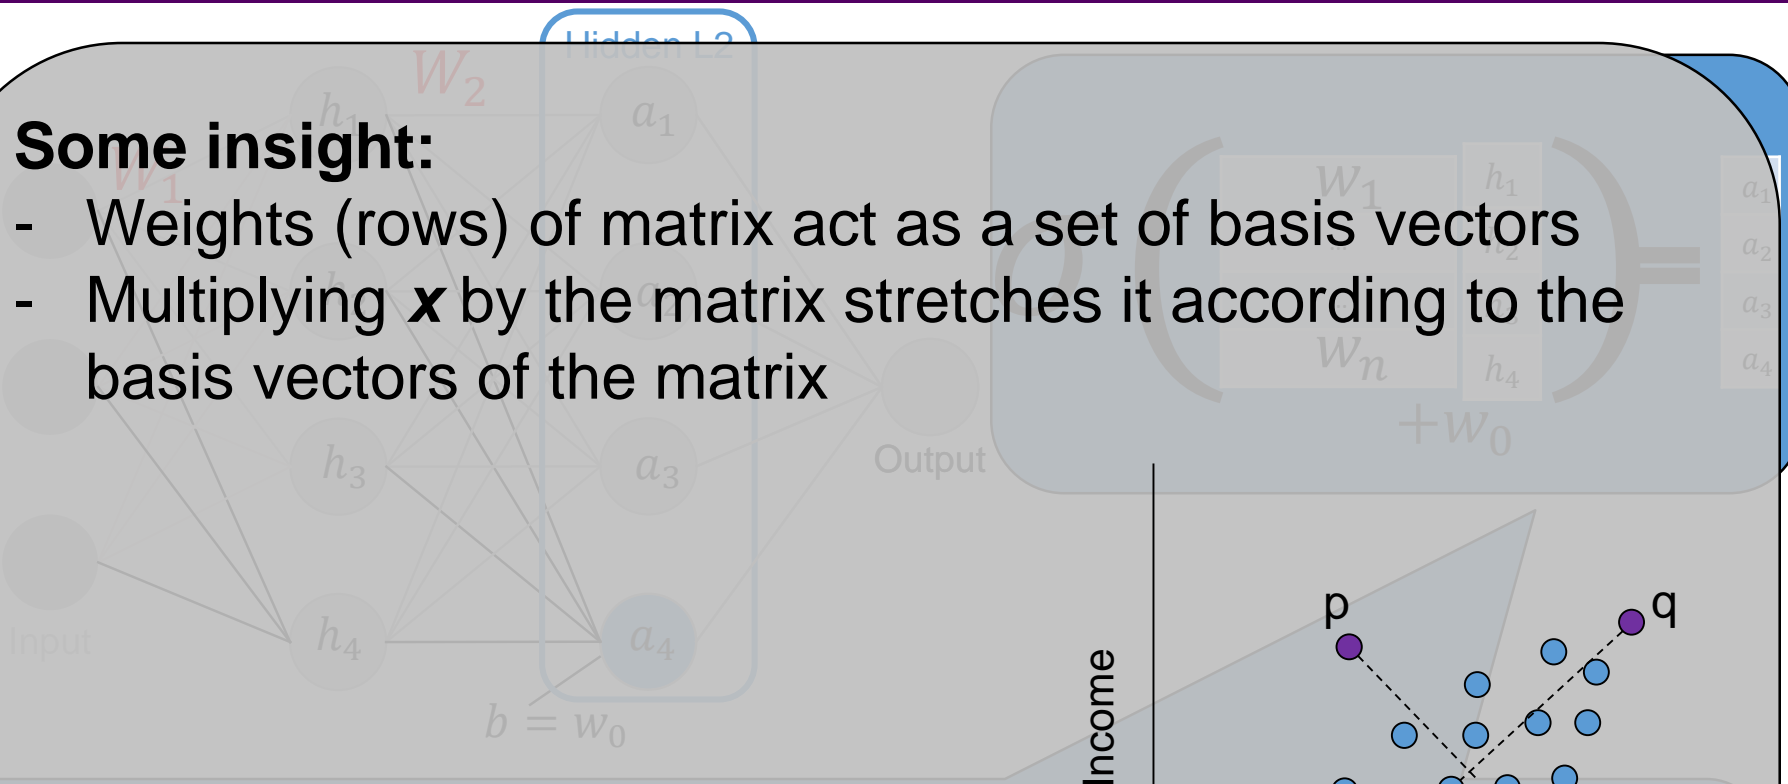 Hidden L2
W₂
h₁
a₁
Some insight:
W₁
w₁
h₁
a₁
- Weights (rows) of matrix act as a set of basis vectors
h₂
a₂
σ ( ) =
- Multiplying x by the matrix stretches it according to the
a₂
a₃
basis vectors of the matrix
wₙ
h₄
a₄
+w₀
h₃
a₃
Output
Input
h₄
a₄
b = w₀
p
q
Income